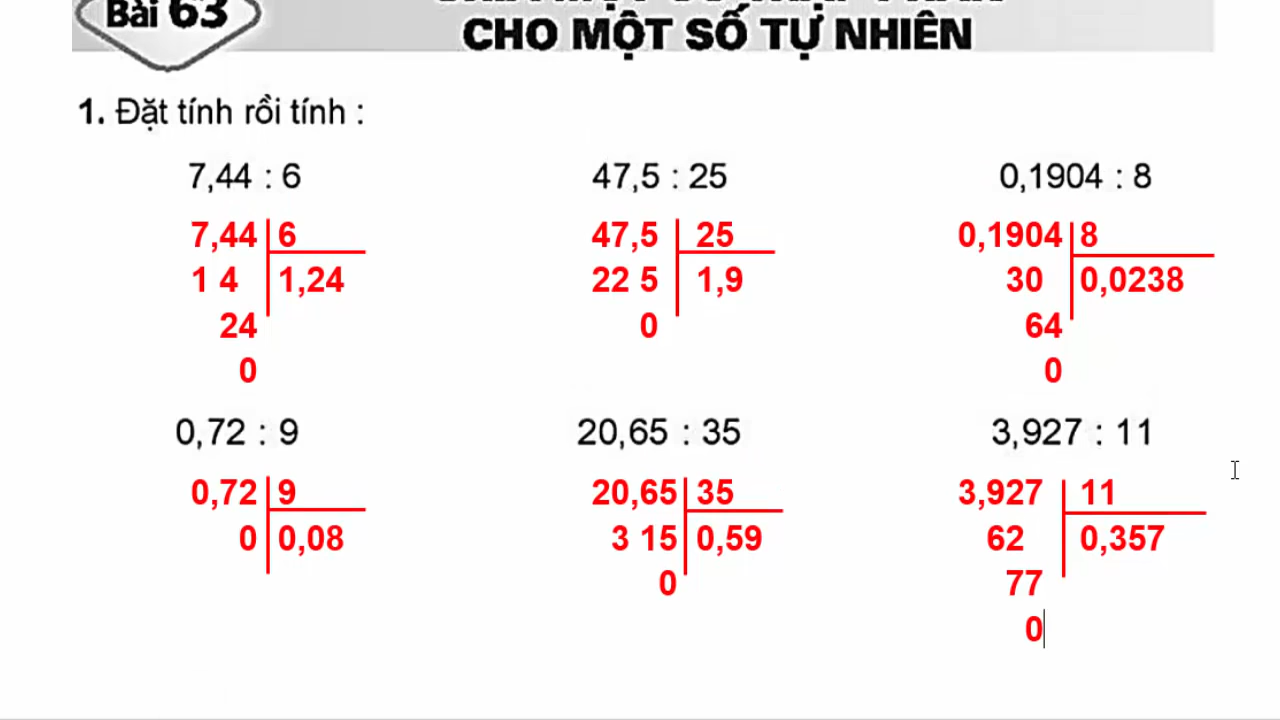 Bài 63
CHO MỘT SỐ TỰ NHIÊN
1. Đặt tính rồi tính :
7,44 : 6
47,5 : 25
0,1904 : 8
7,44 6
1 4 1,24
24
0
47,5 25
22 5 1,9
0
0,1904 8
30 0,0238
64
0
0,72 : 9
20,65 : 35
3,927 : 11
0,72 9
0 0,08
20,65 35
3 15 0,59
0
3,927 11
62 0,357
77
0